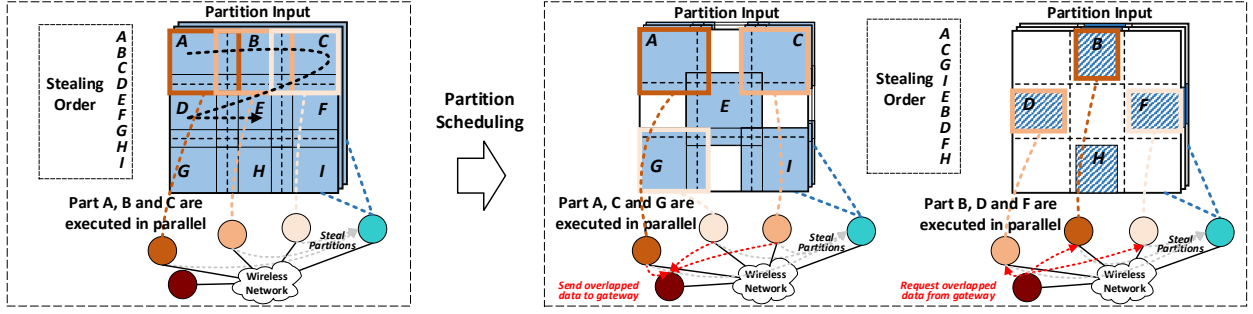 Partition Input
Stealing
Order
A
B
C
D
E
F
G
H
I
A
B
C
D
E
F
G
H
I
Part A, B and C are
executed in parallel
Steal
Partitions
Wireless
Network
Partition
Scheduling
Partition Input
A
C
E
G
I
Part A, C and G are
executed in parallel
Steal
Partitions
Wireless
Network
Send overlapped
data to gateway
Stealing
Order
A
C
G
I
E
B
D
F
H
Partition Input
B
D
F
H
Part B, D and F are
executed in parallel
Steal
Partitions
Wireless
Network
Request overlapped
data from gateway